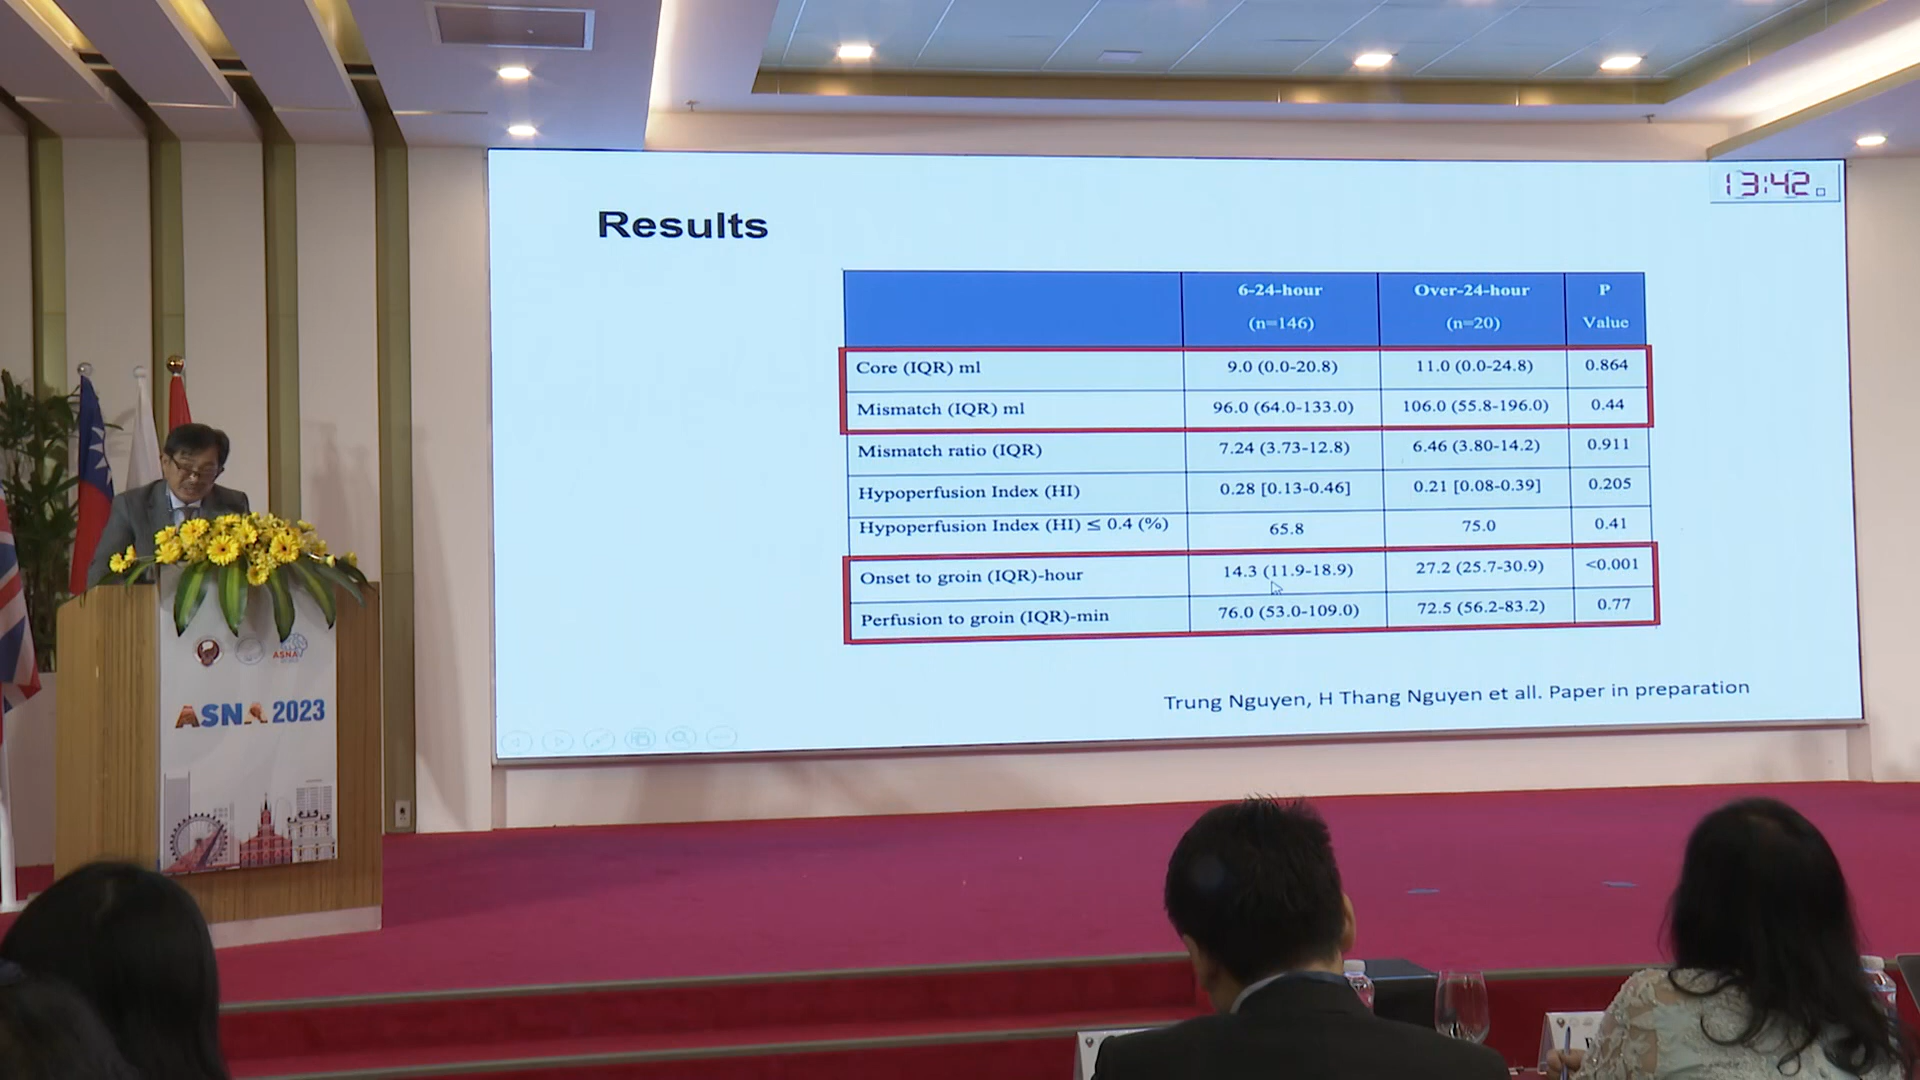 13:42
Results
6-24-hour (n=146) Over-24-hour (n=20) P Value
Core (IQR) ml 9.0 (0.0-20.8) 11.0 (0.0-24.8) 0.864
Mismatch (IQR) ml 96.0 (64.0-133.0) 106.0 (55.8-196.0) 0.44
Mismatch ratio (IQR) 7.24 (3.73-12.8) 6.46 (3.80-14.2) 0.911
Hypoperfusion Index (HI) 0.28 [0.13-0.46] 0.21 [0.08-0.39] 0.205
Hypoperfusion Index (HI) ≤ 0.4 (%) 65.8 75.0 0.41
Onset to groin (IQR)-hour 14.3 (11.9-18.9) 27.2 (25.7-30.9) <0.001
Perfusion to groin (IQR)-min 76.0 (53.0-109.0) 72.5 (56.2-83.2) 0.77
Trung Nguyen, H Thang Nguyen et all. Paper in preparation
ASNA
ASNA 2023